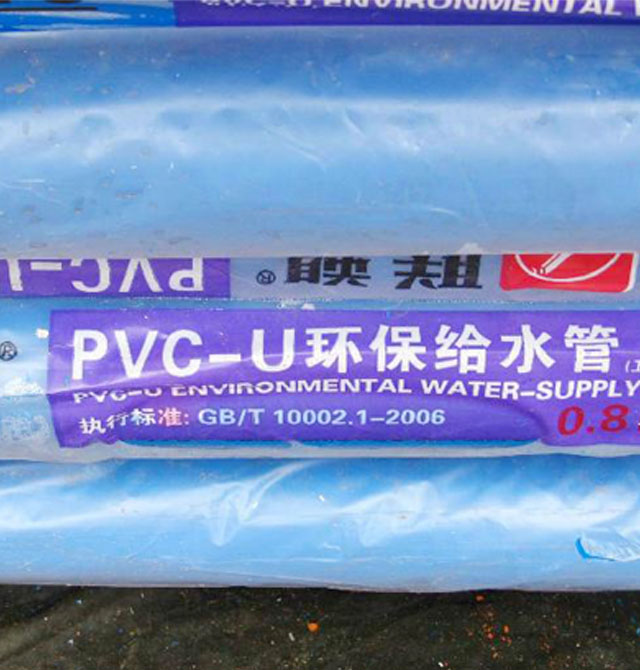 PVC-U ENVIRONMENTAL
PVC-U
®
®
PVC-U环保给水管
PVC-U ENVIRONMENTAL WATER-SUPPLY
执行标准: GB/T 10002.1-2006
0.8